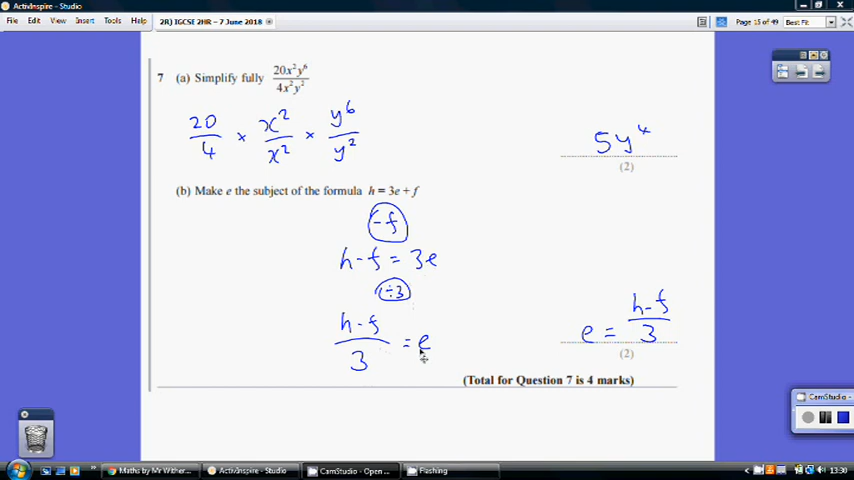 ActivInspire - Studio
File Edit View Insert Tools Help
2R) IGCSE 2HR – 7 June 2018
Page 15 of 49
Best Fit
7 (a) Simplify fully 20x²y⁶ / 4x²y²
20/4 × x²/x² × y⁶/y²
5y⁴
(2)
(b) Make e the subject of the formula h = 3e + f
-f
h-f = 3e
÷3
h-f / 3 = e
e = h-f / 3
(2)
(Total for Question 7 is 4 marks)
CamStudio
Maths by Mr Wither...
ActivInspire - Studio
CamStudio - Open ...
Flashing
13:30